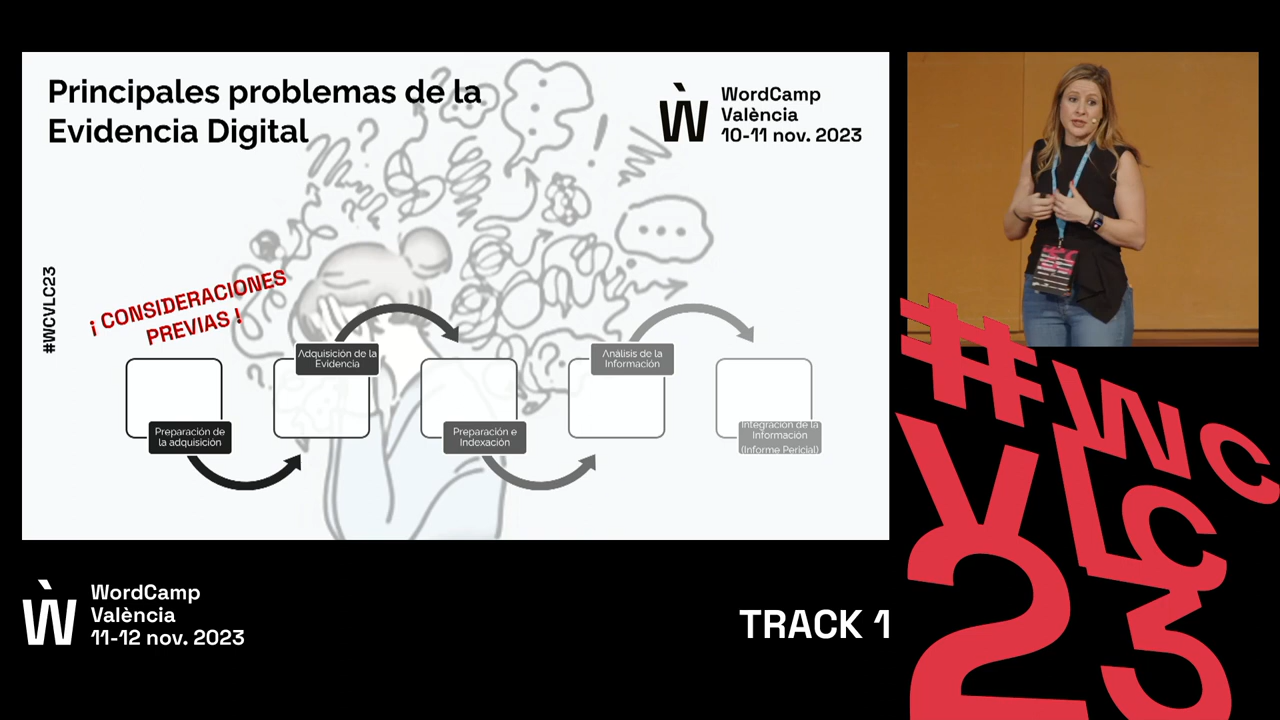 Principales problemas de la
Evidencia Digital
Ẁ
WordCamp
València
10-11 nov. 2023
#WCVLC23
¡ CONSIDERACIONES
PREVIAS !
Preparación de
la adquisición
Adquisición de la
Evidencia
Preparación e
Indexación
Análisis de la
Información
Integración de la
Información
(Informe Pericial)
Ẁ
WordCamp
València
11-12 nov. 2023
TRACK 1
#WC
VLC
23